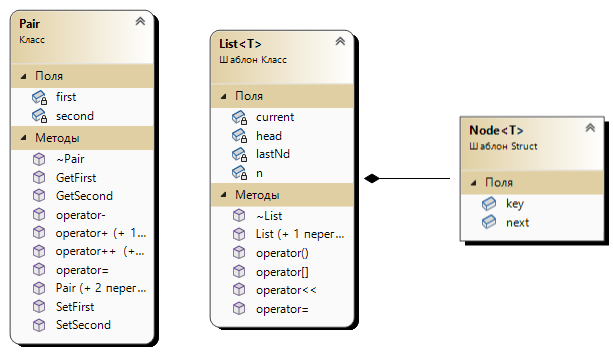 Pair
Класс
Поля
first
second
Методы
~Pair
GetFirst
GetSecond
operator-
operator+ (+ 1...
operator++ (+...
operator=
Pair (+ 2 перег...
SetFirst
SetSecond
List<T>
Шаблон Класс
Поля
current
head
lastNd
n
Методы
~List
List (+ 1 перег...
operator()
operator[]
operator<<
operator=
Node<T>
Шаблон Struct
Поля
key
next